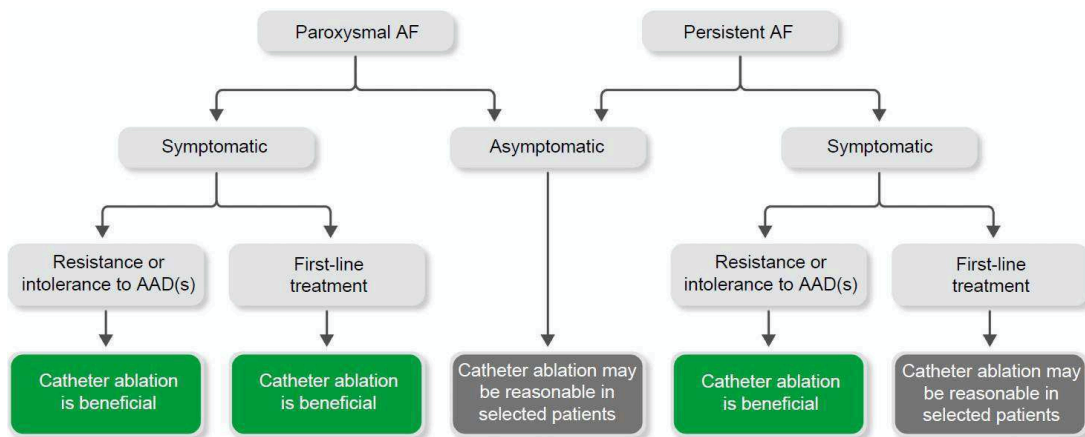 Paroxysmal AF
Persistent AF
Symptomatic
Asymptomatic
Symptomatic
Resistance or
intolerance to AAD(s)
First-line
treatment
Resistance or
intolerance to AAD(s)
First-line
treatment
Catheter ablation
is beneficial
Catheter ablation
is beneficial
Catheter ablation may
be reasonable in
selected patients
Catheter ablation
is beneficial
Catheter ablation may
be reasonable in
selected patients